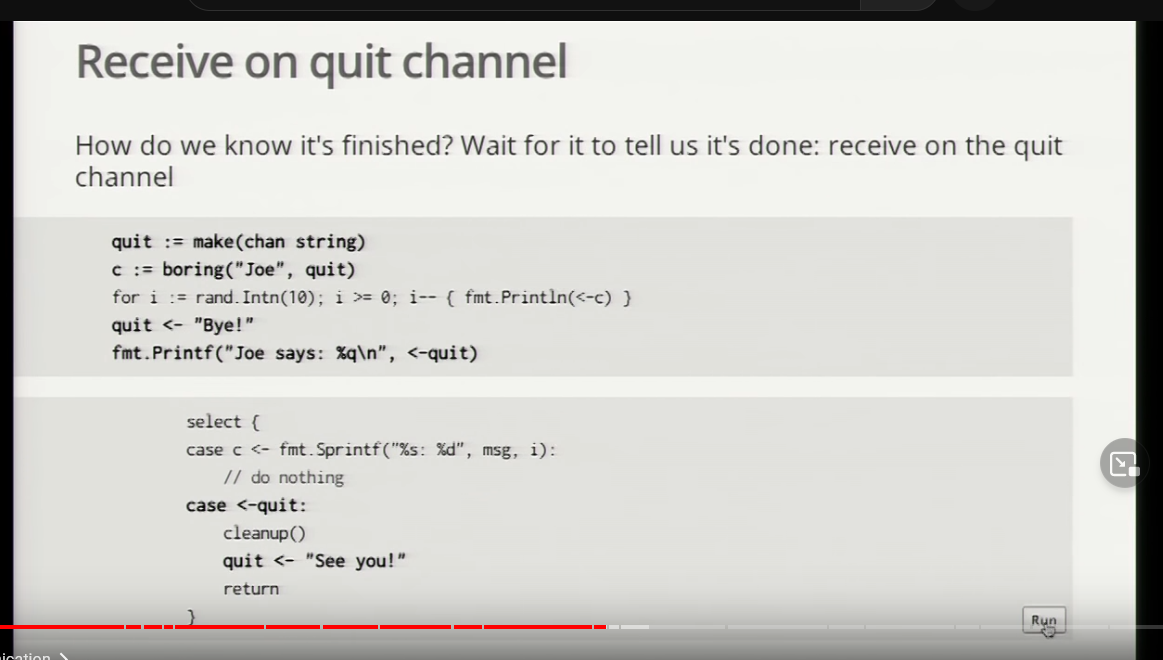 Receive on quit channel
How do we know it's finished? Wait for it to tell us it's done: receive on the quit
channel
quit := make(chan string)
c := boring("Joe", quit)
for i := rand.Intn(10); i >= 0; i-- { fmt.Println(<-c) }
quit <- "Bye!"
fmt.Printf("Joe says: %q\n", <-quit)
select {
case c <- fmt.Sprintf("%s: %d", msg, i):
// do nothing
case <-quit:
cleanup()
quit <- "See you!"
return
}
Run